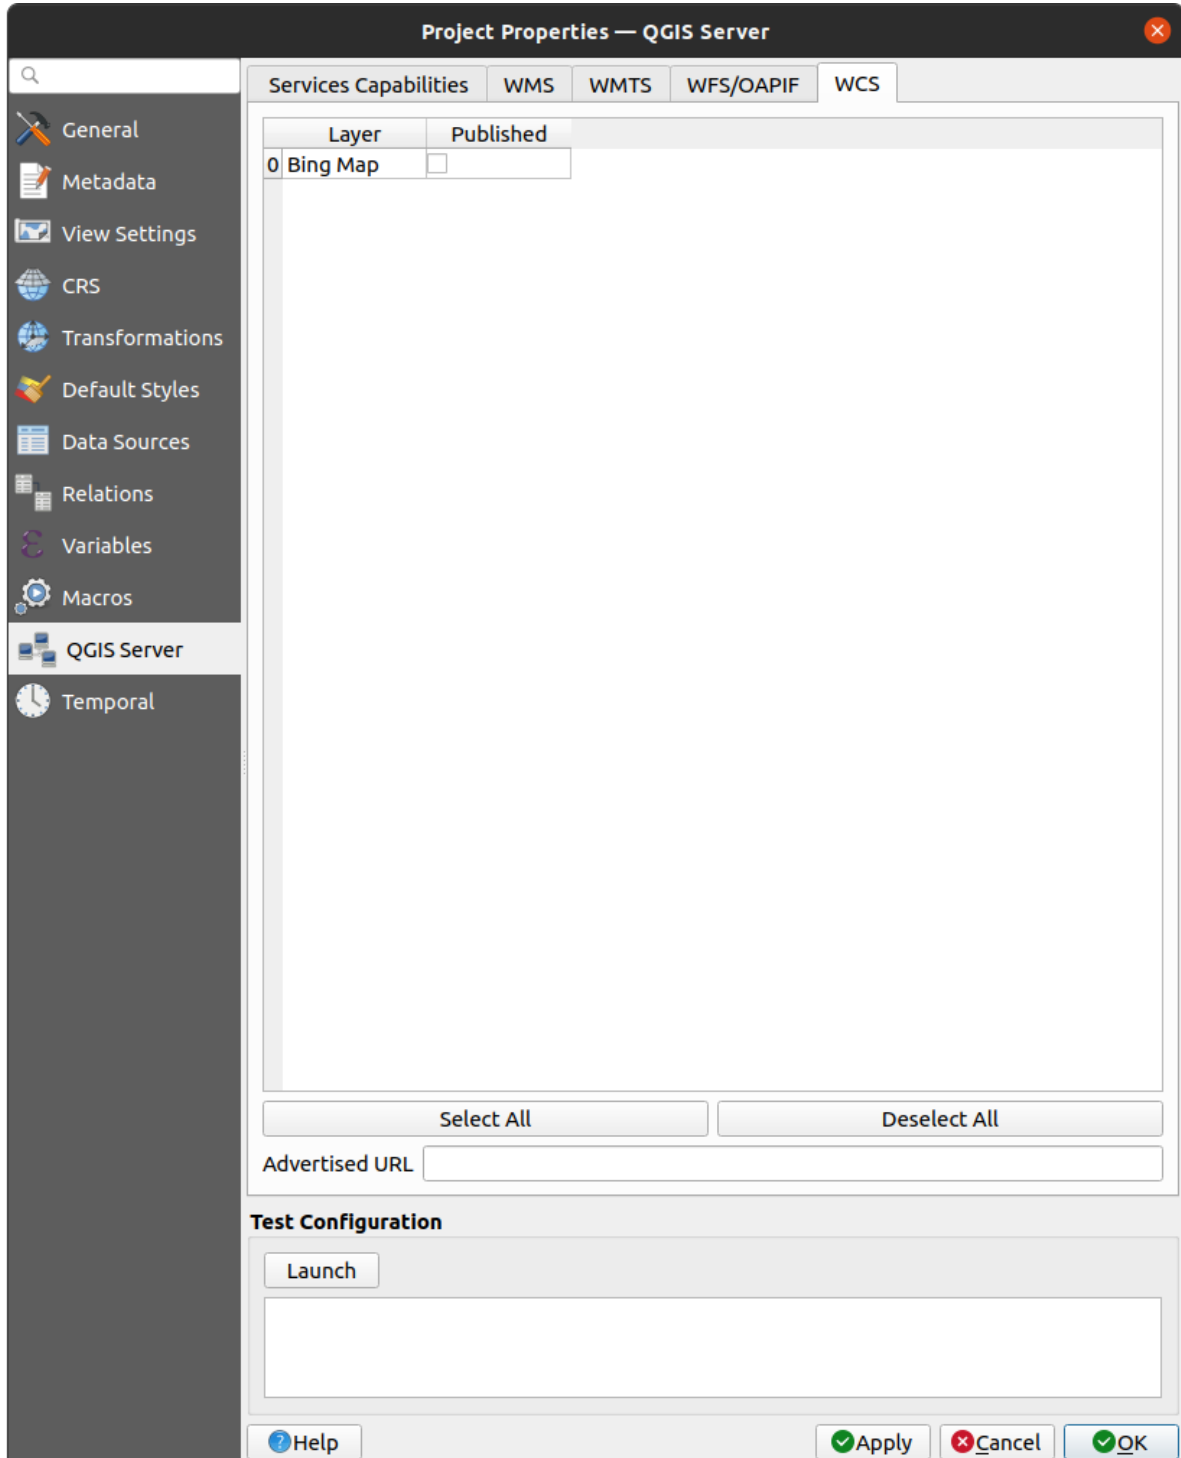 Project Properties — QGIS Server
Services Capabilities WMS WMTS WFS/OAPIF WCS
General
Metadata
View Settings
CRS
Transformations
Default Styles
Data Sources
Relations
Variables
Macros
QGIS Server
Temporal
Layer Published
0 Bing Map
Select All Deselect All
Advertised URL
Test Configuration
Launch
Help Apply Cancel OK